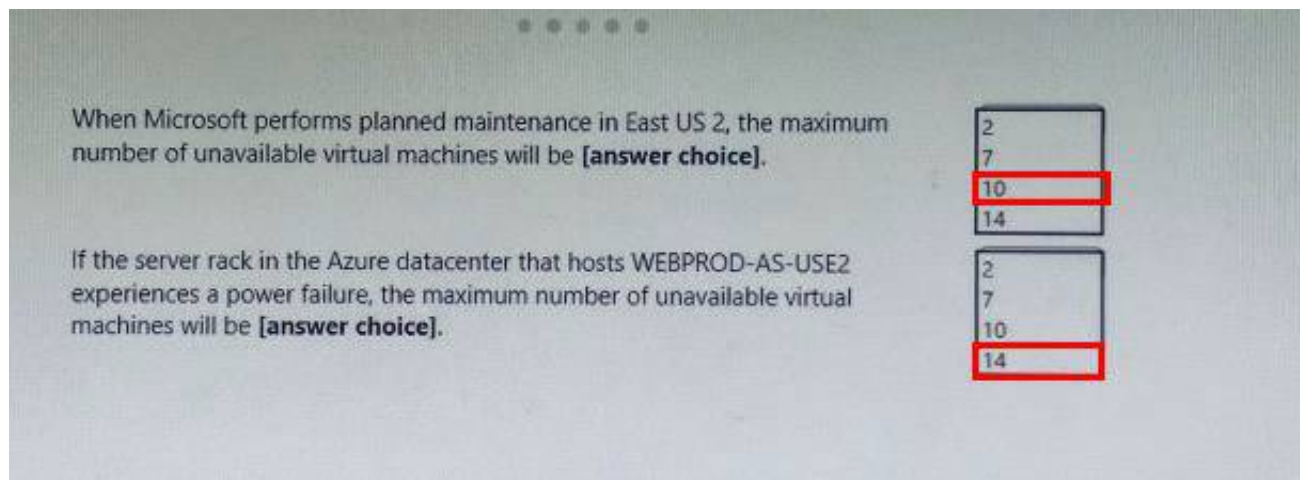 When Microsoft performs planned maintenance in East US 2, the maximum
number of unavailable virtual machines will be [answer choice].
2
7
10
14
If the server rack in the Azure datacenter that hosts WEBPROD-AS-USE2
experiences a power failure, the maximum number of unavailable virtual
machines will be [answer choice].
2
7
10
14